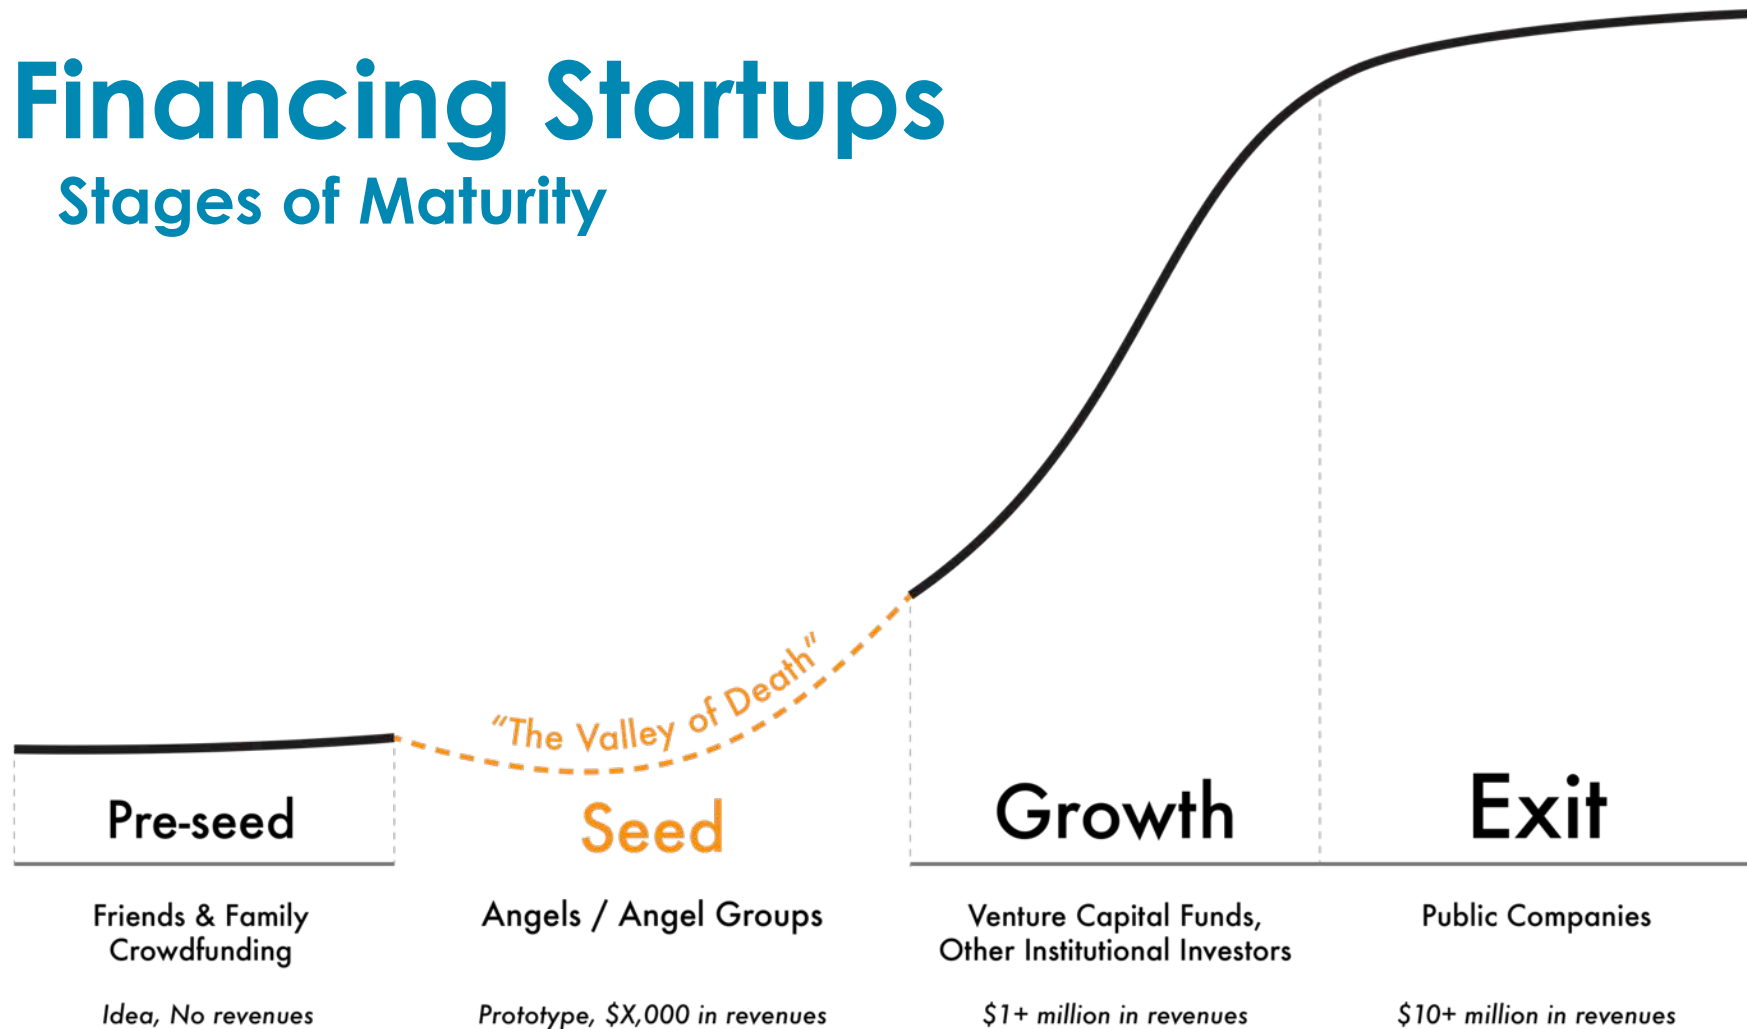 Financing Startups
Stages of Maturity
“The Valley of Death”
Pre-seed
Seed
Growth
Exit
Friends & Family
Crowdfunding
Angels / Angel Groups
Venture Capital Funds,
Other Institutional Investors
Public Companies
Idea, No revenues
Prototype, $X,000 in revenues
$1+ million in revenues
$10+ million in revenues